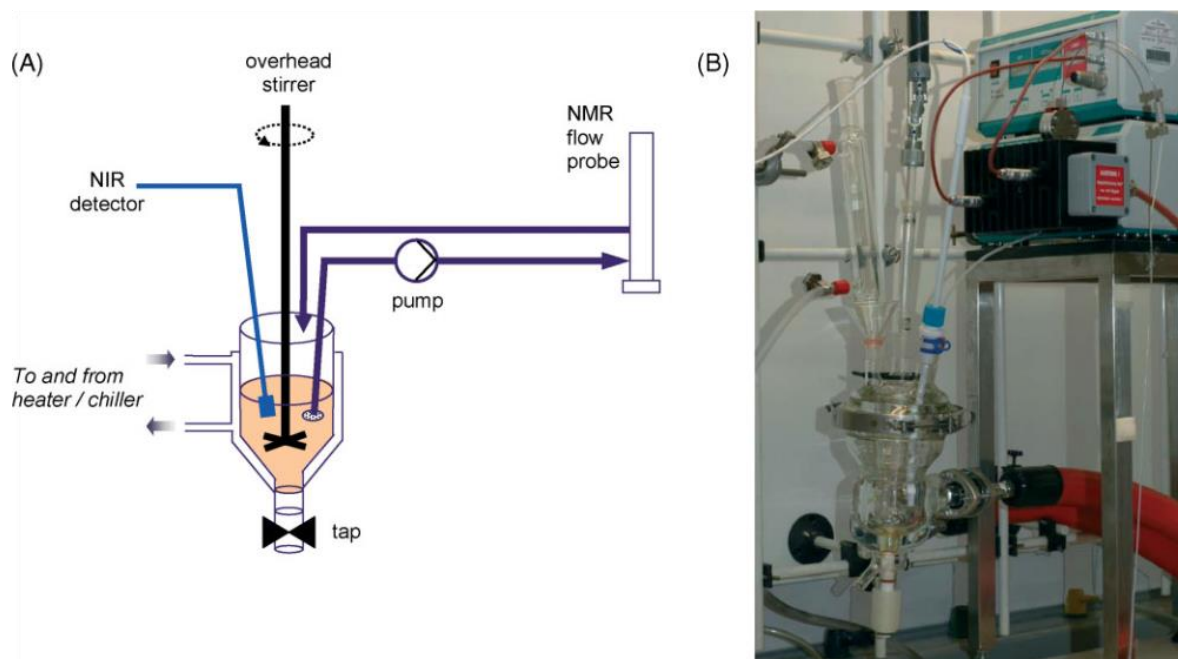 (A)
overhead
stirrer
NIR
detector
NMR
flow
probe
pump
To and from
heater / chiller
tap
(B)